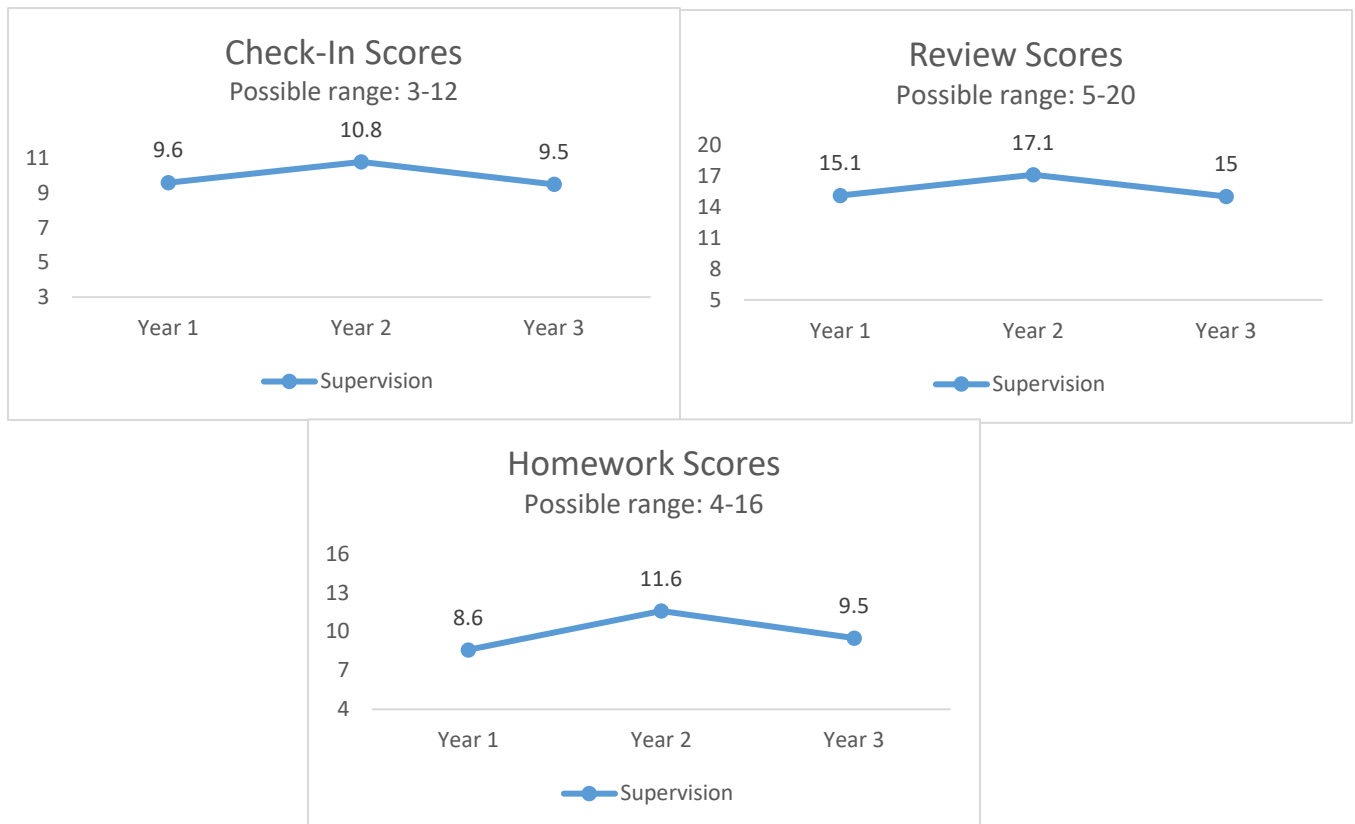 Check-In Scores
Possible range: 3-12
11
9
7
5
3
9.6
10.8
9.5
Year 1
Year 2
Year 3
Supervision
Review Scores
Possible range: 5-20
20
17
14
11
8
5
15.1
17.1
15
Year 1
Year 2
Year 3
Supervision
Homework Scores
Possible range: 4-16
16
13
10
7
4
8.6
11.6
9.5
Year 1
Year 2
Year 3
Supervision